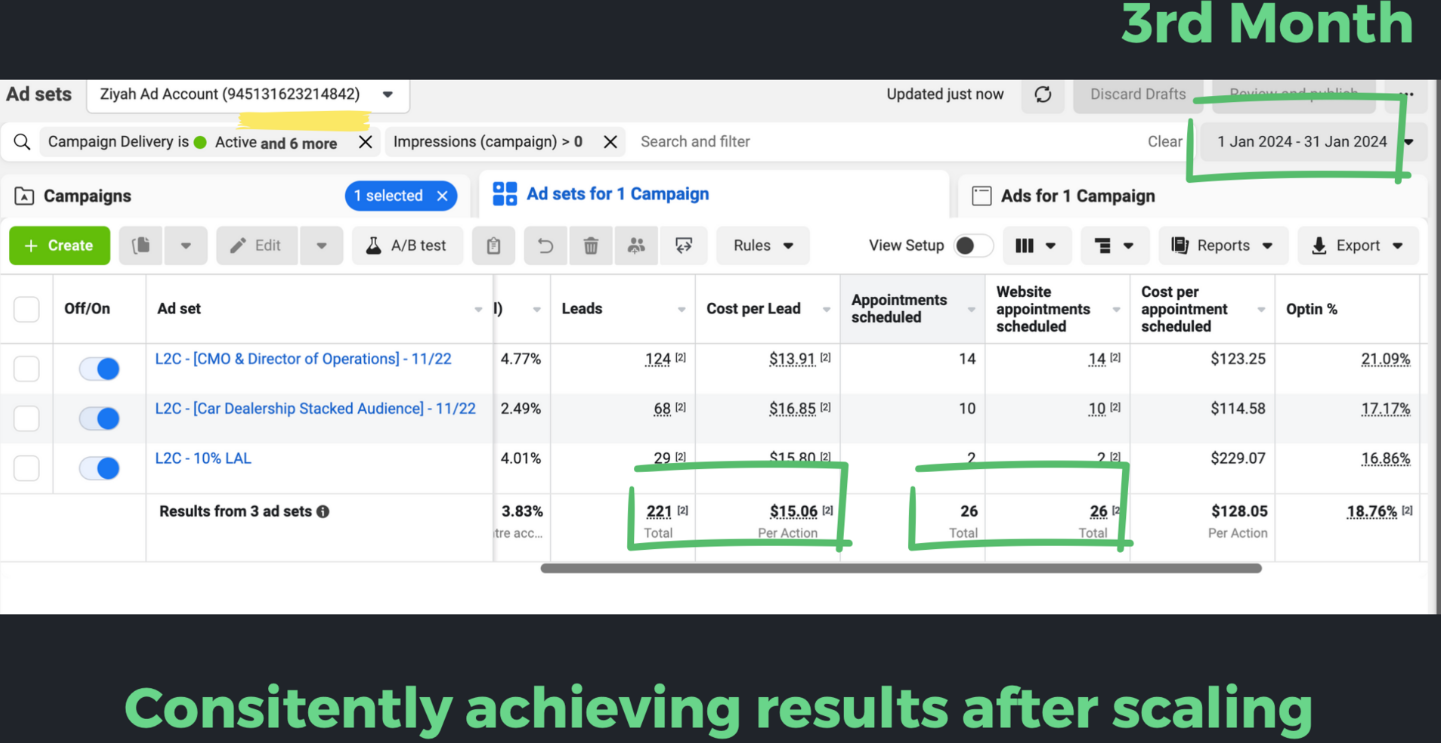 3rd Month
Ad sets Ziyah Ad Account (945131623214842) Updated just now Discard Drafts Review and publish ...
Campaign Delivery is Active and 6 more Impressions (campaign) > 0 Search and filter Clear 1 Jan 2024 - 31 Jan 2024
Campaigns 1 selected Ad sets for 1 Campaign Ads for 1 Campaign
+ Create Edit A/B test Rules View Setup Reports Export
Off/On Ad set l) Leads Cost per Lead Appointments scheduled Website appointments scheduled Cost per appointment scheduled Optin %
L2C - [CMO & Director of Operations] - 11/22 4.77% 124 [2] $13.91 [2] 14 14 [2] $123.25 21.09%
L2C - [Car Dealership Stacked Audience] - 11/22 2.49% 68 [2] $16.85 [2] 10 10 [2] $114.58 17.17%
L2C - 10% LAL 4.01% 29 [2] $15.80 [2] 2 2 [2] $229.07 16.86%
Results from 3 ad sets 3.83% 221 [2] $15.06 [2] 26 26 [2 $128.05 18.76% [2]
tre acc... Total Per Action Total Total Per Action
Consitently achieving results after scaling